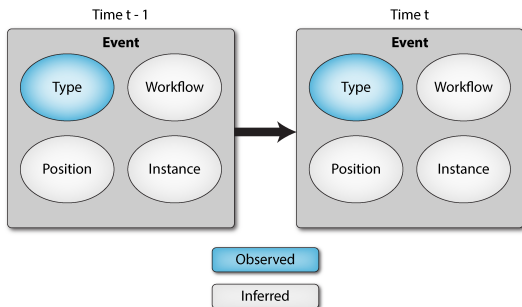 Time t - 1
Time t
Event
Event
Type
Workflow
Type
Workflow
Position
Instance
Position
Instance
Observed
Inferred